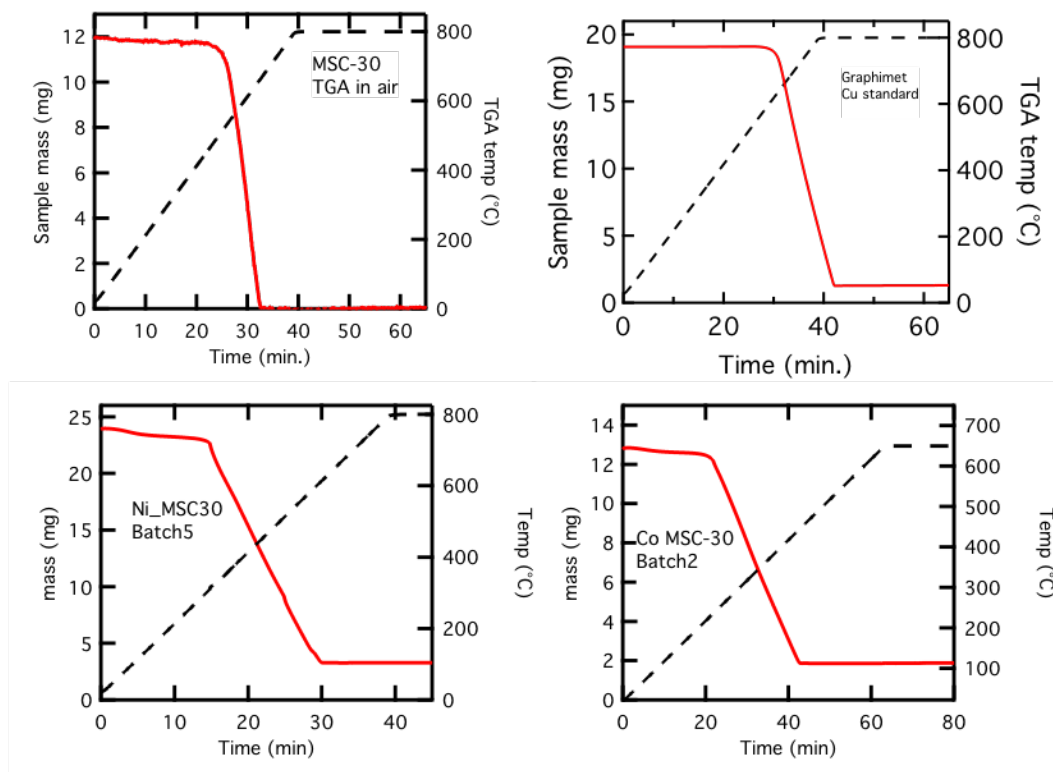 12
10
8
6
4
2
0
Sample mass (mg)
MSC-30
TGA in air
800
600
400
200
0
TGA temp (°C)
0 10 20 30 40 50 60
Time (min.)
20
15
10
5
0
Sample mass (mg)
Graphimet
Cu standard
800
600
400
200
0
TGA temp (°C)
0 20 40 60
Time (min.)
25
20
15
10
5
0
mass (mg)
Ni_MSC30
Batch5
800
600
400
200
0
Temp (°C)
0 10 20 30 40
Time (min)
14
12
10
8
6
4
2
0
mass (mg)
Co MSC-30
Batch2
700
600
500
400
300
200
100
Temp (°C)
0 20 40 60 80
Time (min)